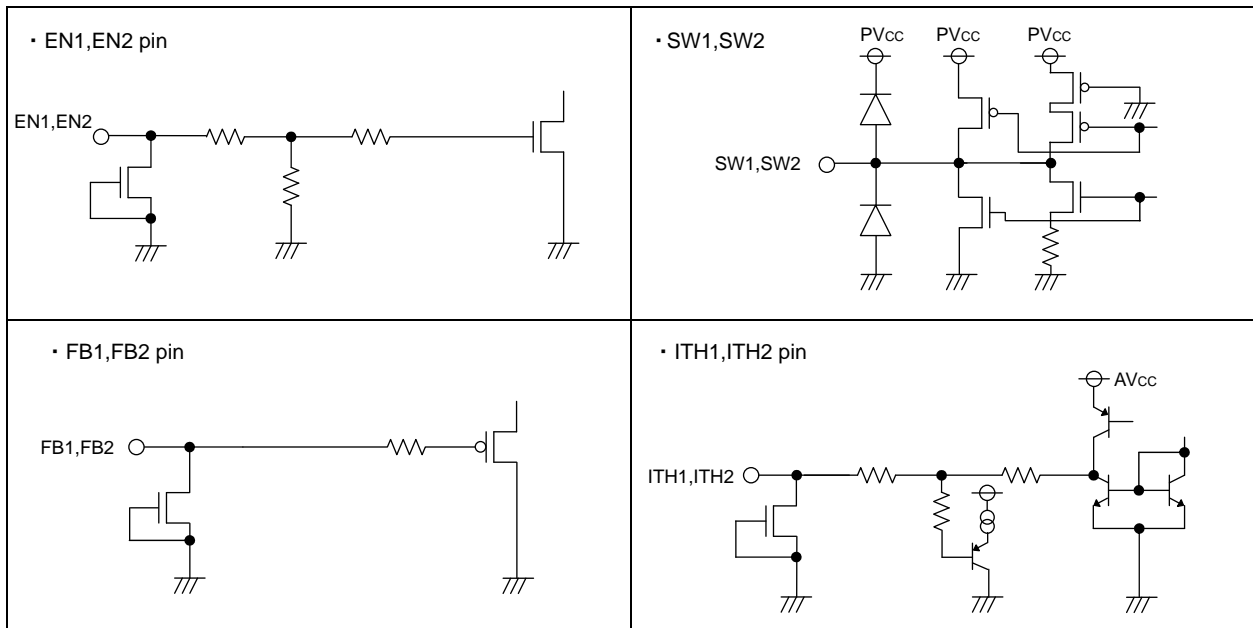 ・EN1,EN2 pin
EN1,EN2
・SW1,SW2
PVCC PVCC PVCC
SW1,SW2
・FB1,FB2 pin
FB1,FB2
・ITH1,ITH2 pin
AVCC
ITH1,ITH2